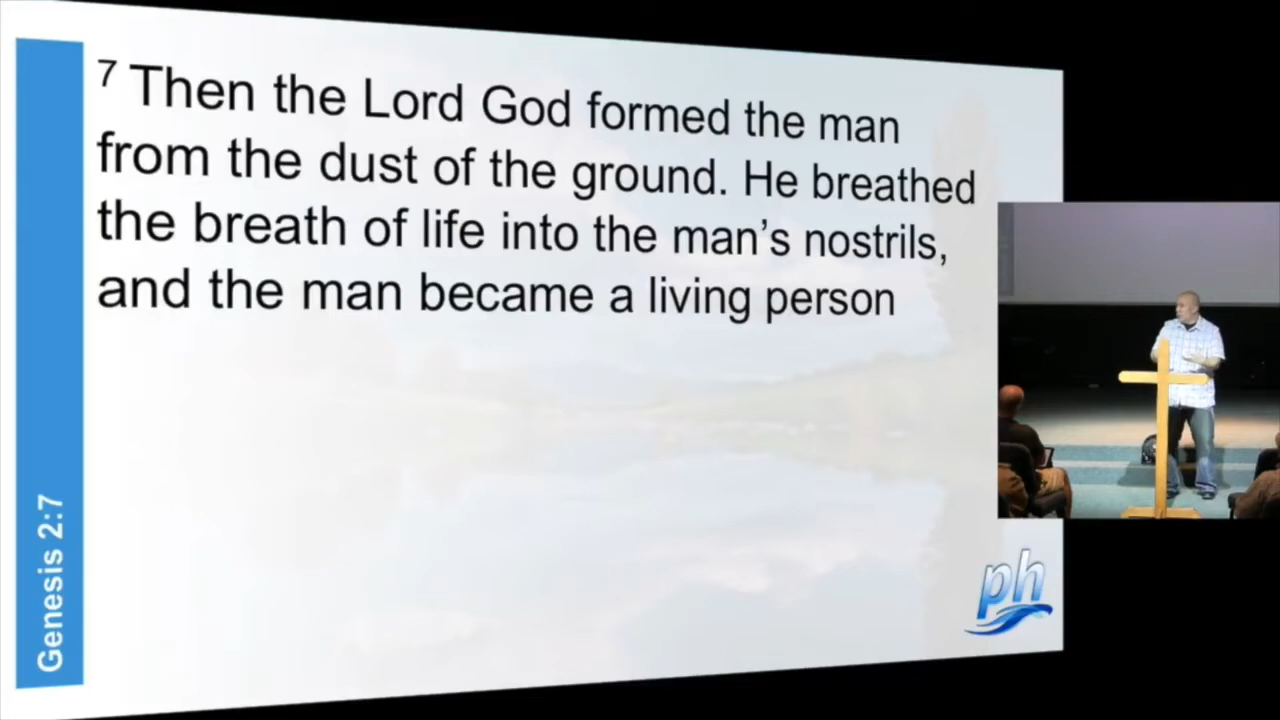 7 Then the Lord God formed the man
from the dust of the ground. He breathed
the breath of life into the man’s nostrils,
and the man became a living person
Genesis 2:7
ph